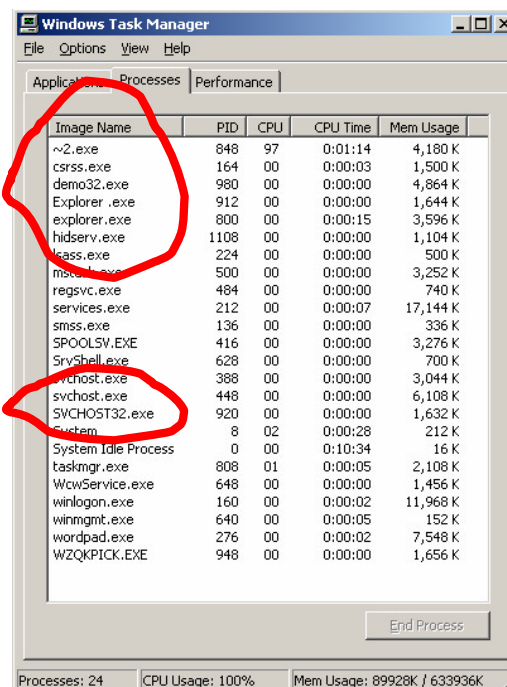 Windows Task Manager
File Options View Help
Applications Processes Performance
Image Name PID CPU CPU Time Mem Usage
~2.exe 848 97 0:01:14 4,180 K
csrss.exe 164 00 0:00:03 1,500 K
demo32.exe 980 00 0:00:00 4,864 K
Explorer .exe 912 00 0:00:00 1,644 K
explorer.exe 800 00 0:00:15 3,596 K
hidserv.exe 1108 00 0:00:00 1,104 K
lsass.exe 224 00 0:00:00 500 K
mstask.exe 500 00 0:00:00 3,252 K
regsvc.exe 484 00 0:00:00 740 K
services.exe 212 00 0:00:07 17,144 K
smss.exe 136 00 0:00:00 336 K
SPOOLSV.EXE 416 00 0:00:00 3,276 K
SrvShell.exe 628 00 0:00:00 700 K
svchost.exe 388 00 0:00:00 3,044 K
svchost.exe 448 00 0:00:00 6,108 K
SVCHOST32.exe 920 00 0:00:00 1,632 K
System 8 02 0:00:28 212 K
System Idle Process 0 00 0:10:34 16 K
taskmgr.exe 808 01 0:00:05 2,108 K
WcwService.exe 648 00 0:00:00 1,456 K
winlogon.exe 160 00 0:00:02 11,968 K
winmgmt.exe 640 00 0:00:05 152 K
wordpad.exe 276 00 0:00:02 7,548 K
WZQKPICK.EXE 948 00 0:00:00 1,656 K
End Process
Processes: 24 CPU Usage: 100% Mem Usage: 89928K / 633936K